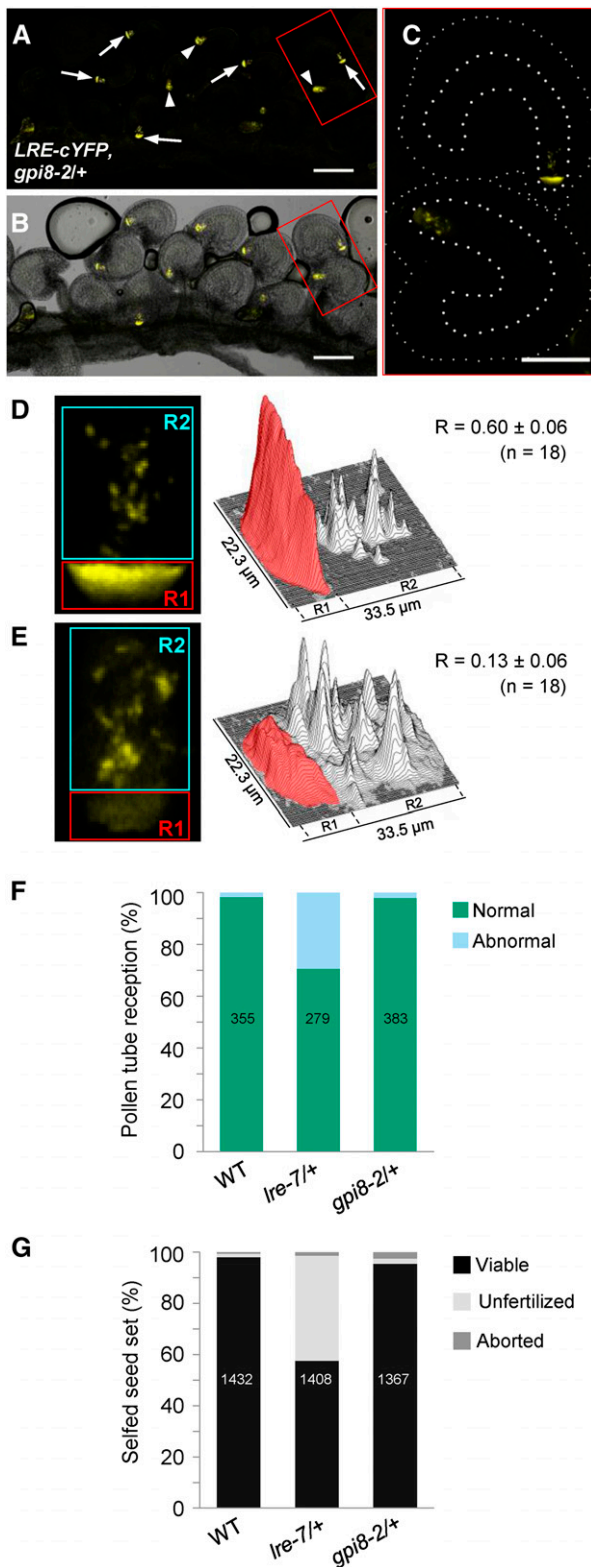 A
LRE-cYFP,
gpi8-2/+
B
C
D
R2
R1
22.3 µm
R1
R2
33.5 µm
R = 0.60 ± 0.06
(n = 18)
E
R2
R1
22.3 µm
R1
R2
33.5 µm
R = 0.13 ± 0.06
(n = 18)
F
Pollen tube reception (%)
100
80
60
40
20
0
355
279
383
WT
lre-7/+
gpi8-2/+
Normal
Abnormal
G
Selfed seed set (%)
100
80
60
40
20
0
1432
1408
1367
WT
lre-7/+
gpi8-2/+
Viable
Unfertilized
Aborted